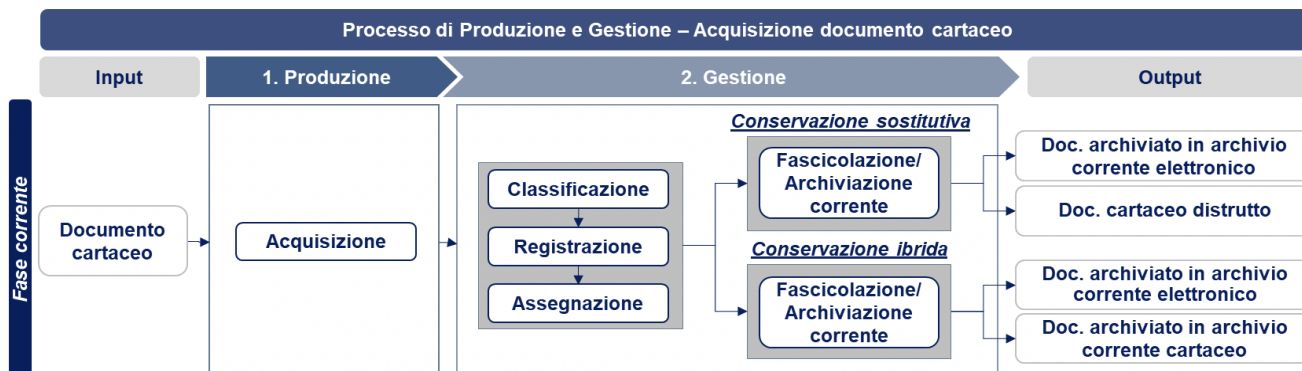 Processo di Produzione e Gestione – Acquisizione documento cartaceo
Input
1. Produzione
2. Gestione
Output
Fase corrente
Documento
cartaceo
Acquisizione
Classificazione
Registrazione
Assegnazione
Conservazione sostitutiva
Fascicolazione/
Archiviazione
corrente
Conservazione ibrida
Fascicolazione/
Archiviazione
corrente
Doc. archiviato in archivio
corrente elettronico
Doc. cartaceo distrutto
Doc. archiviato in archivio
corrente elettronico
Doc. archiviato in archivio
corrente cartaceo